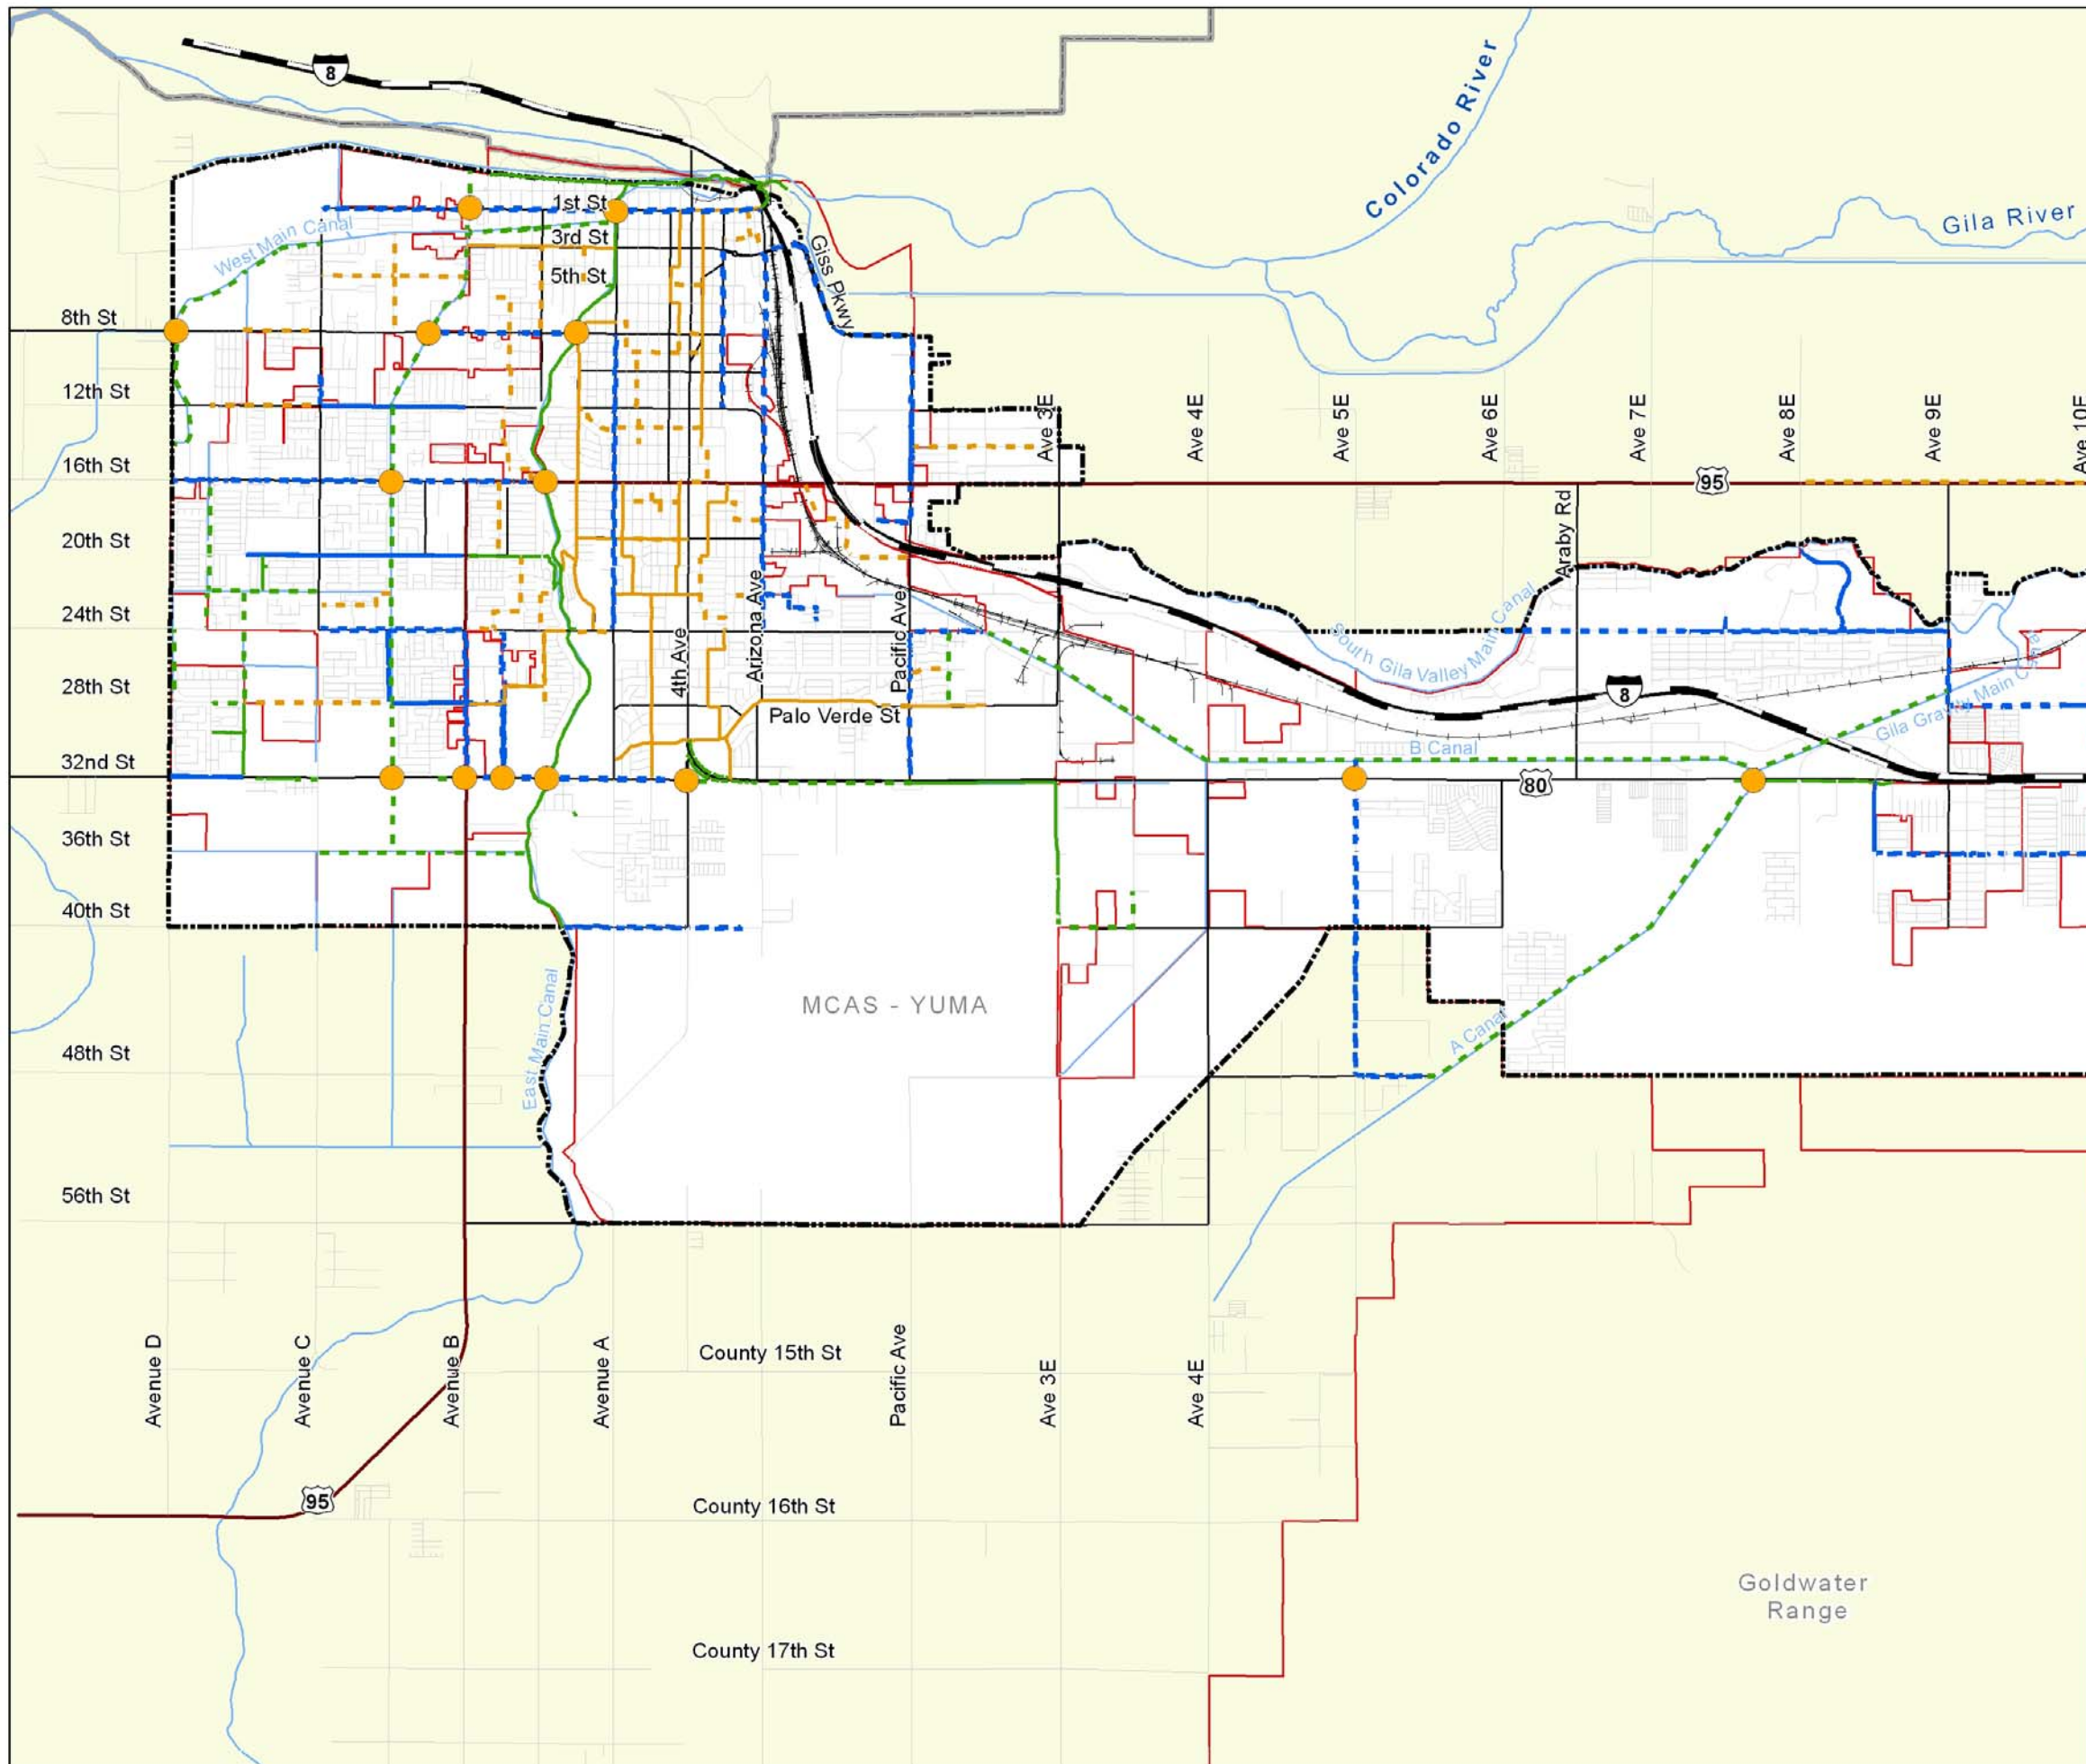 8
Colorado River
Gila River
1st St
West Main Canal
3rd St
Giss Pkwy
5th St
8th St
12th St
Ave 3E
Ave 4E
Ave 5E
Ave 6E
Ave 7E
Ave 8E
Ave 9E
Ave 10E
16th St
95
Araby Rd
20th St
Arizona Ave
Pacific Ave
24th St
4th Ave
South Gila Valley Main Canal
28th St
8
Palo Verde St
Gila Gravity Main Canal
B Canal
32nd St
80
36th St
40th St
East Main Canal
MCAS - YUMA
A Canal
48th St
56th St
Avenue D
Avenue C
Avenue B
Avenue A
County 15th St
Pacific Ave
Ave 3E
Ave 4E
95
County 16th St
Goldwater
Range
County 17th St